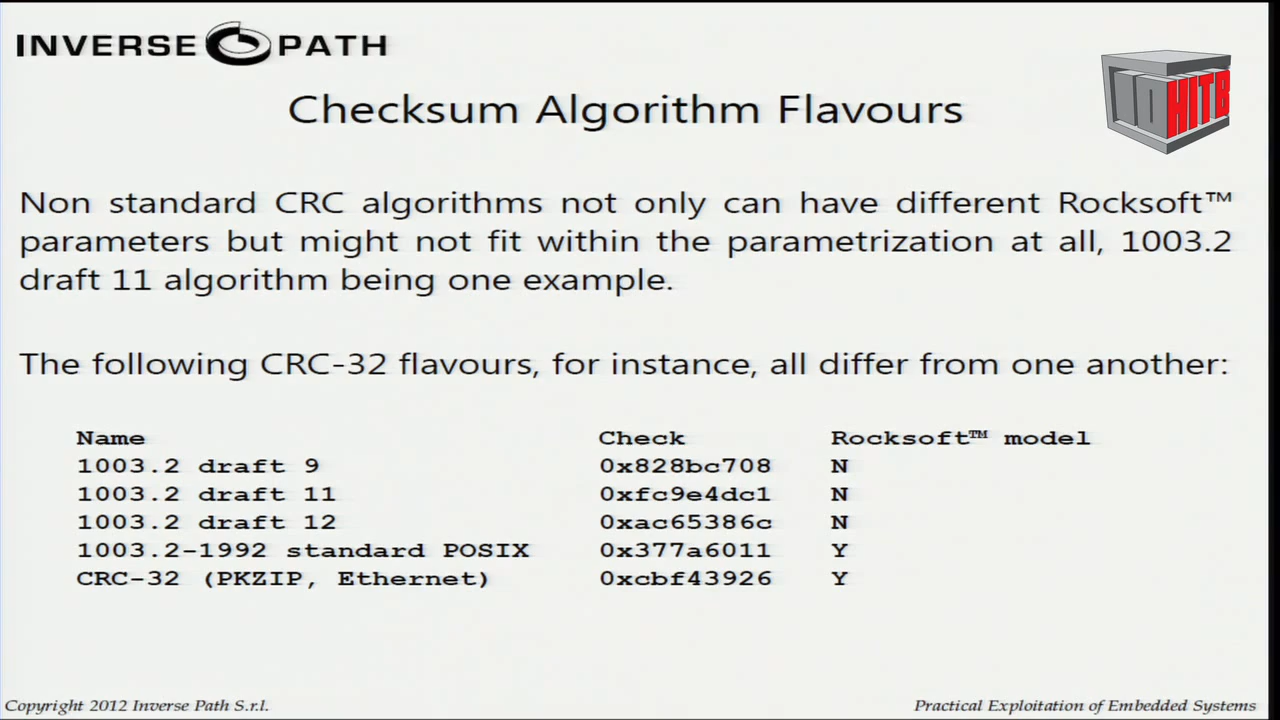 INVERSE PATH
10 HITB
Checksum Algorithm Flavours
Non standard CRC algorithms not only can have different Rocksoft™
parameters but might not fit within the parametrization at all, 1003.2
draft 11 algorithm being one example.
The following CRC-32 flavours, for instance, all differ from one another:
Name Check Rocksoft™ model
1003.2 draft 9 0x828bc708 N
1003.2 draft 11 0xfc9e4dc1 N
1003.2 draft 12 0xac65386c N
1003.2-1992 standard POSIX 0x377a6011 Y
CRC-32 (PKZIP, Ethernet) 0xcbf43926 Y
Copyright 2012 Inverse Path S.r.l. Practical Exploitation of Embedded Systems